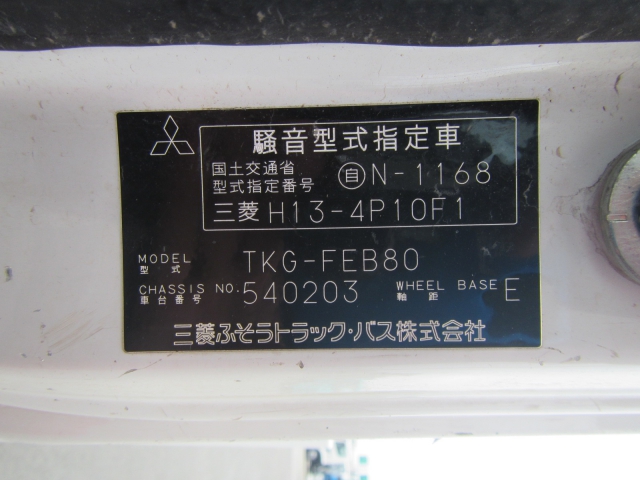 騒音型式指定車
国土交通省
型式指定番号 自 N-1168
三菱 H13-4P10F1
MODEL 型式 TKG-FEB80
CHASSIS NO. 車台番号 540203 WHEEL BASE 軸距 E
三菱ふそうトラック・バス株式会社